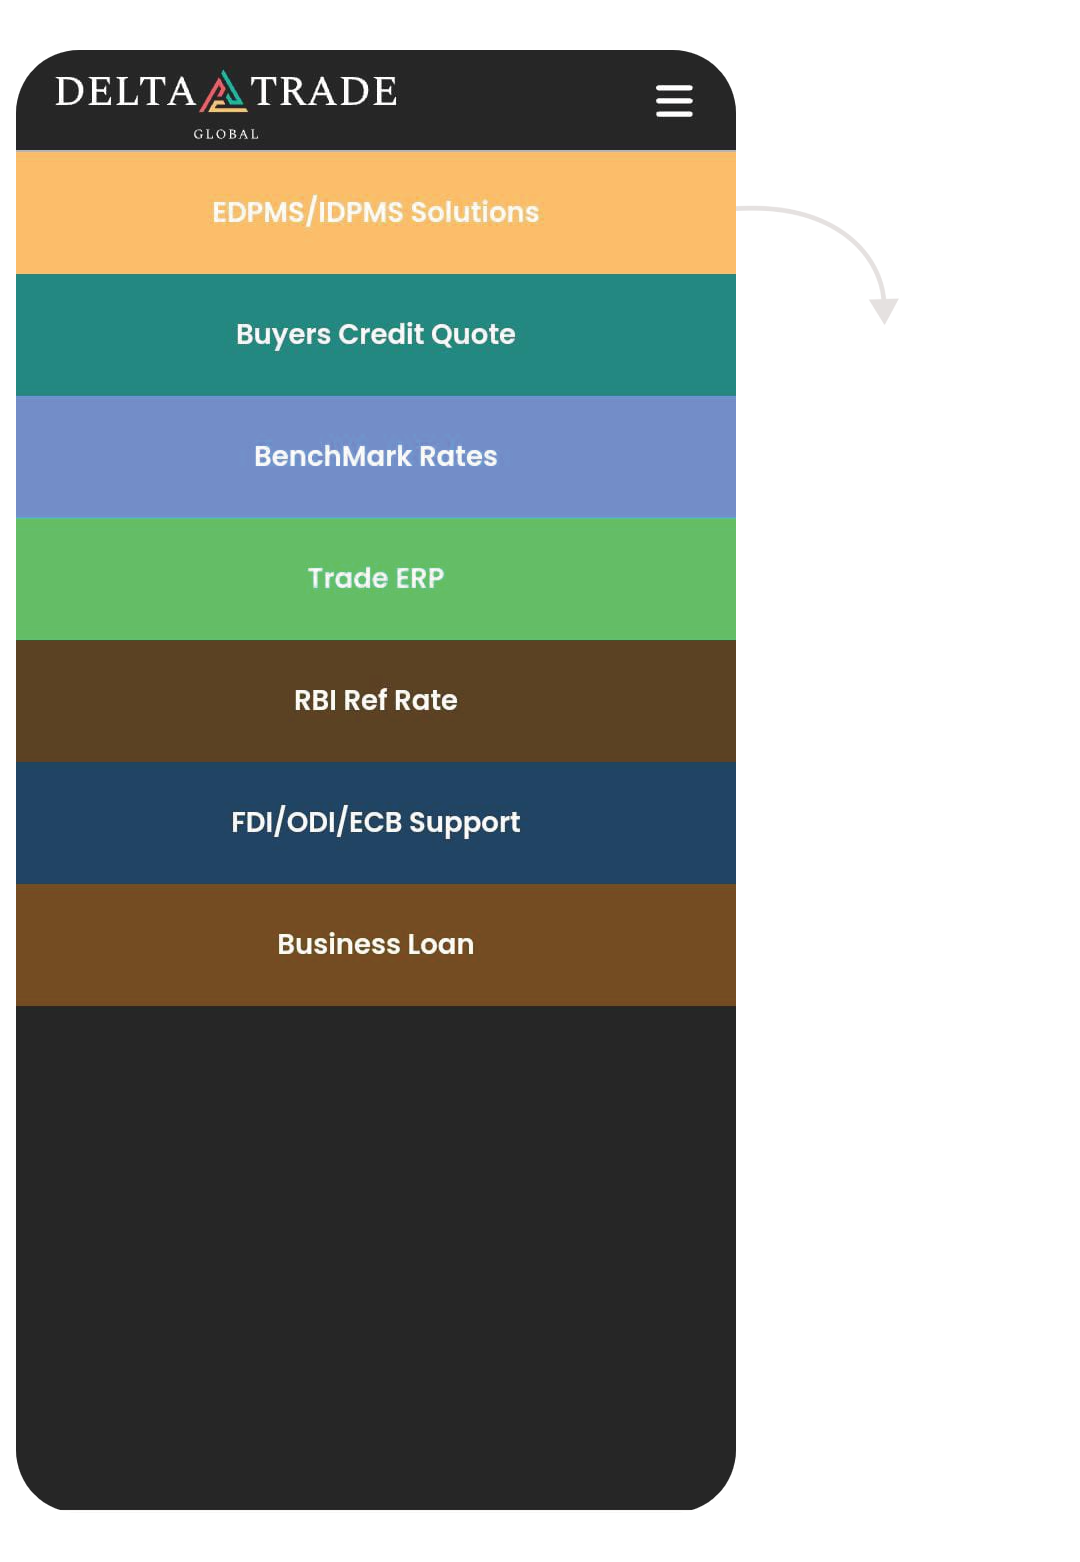 DELTA TRADE
GLOBAL
EDPMS/IDPMS Solutions
Buyers Credit Quote
BenchMark Rates
Trade ERP
RBI Ref Rate
FDI/ODI/ECB Support
Business Loan